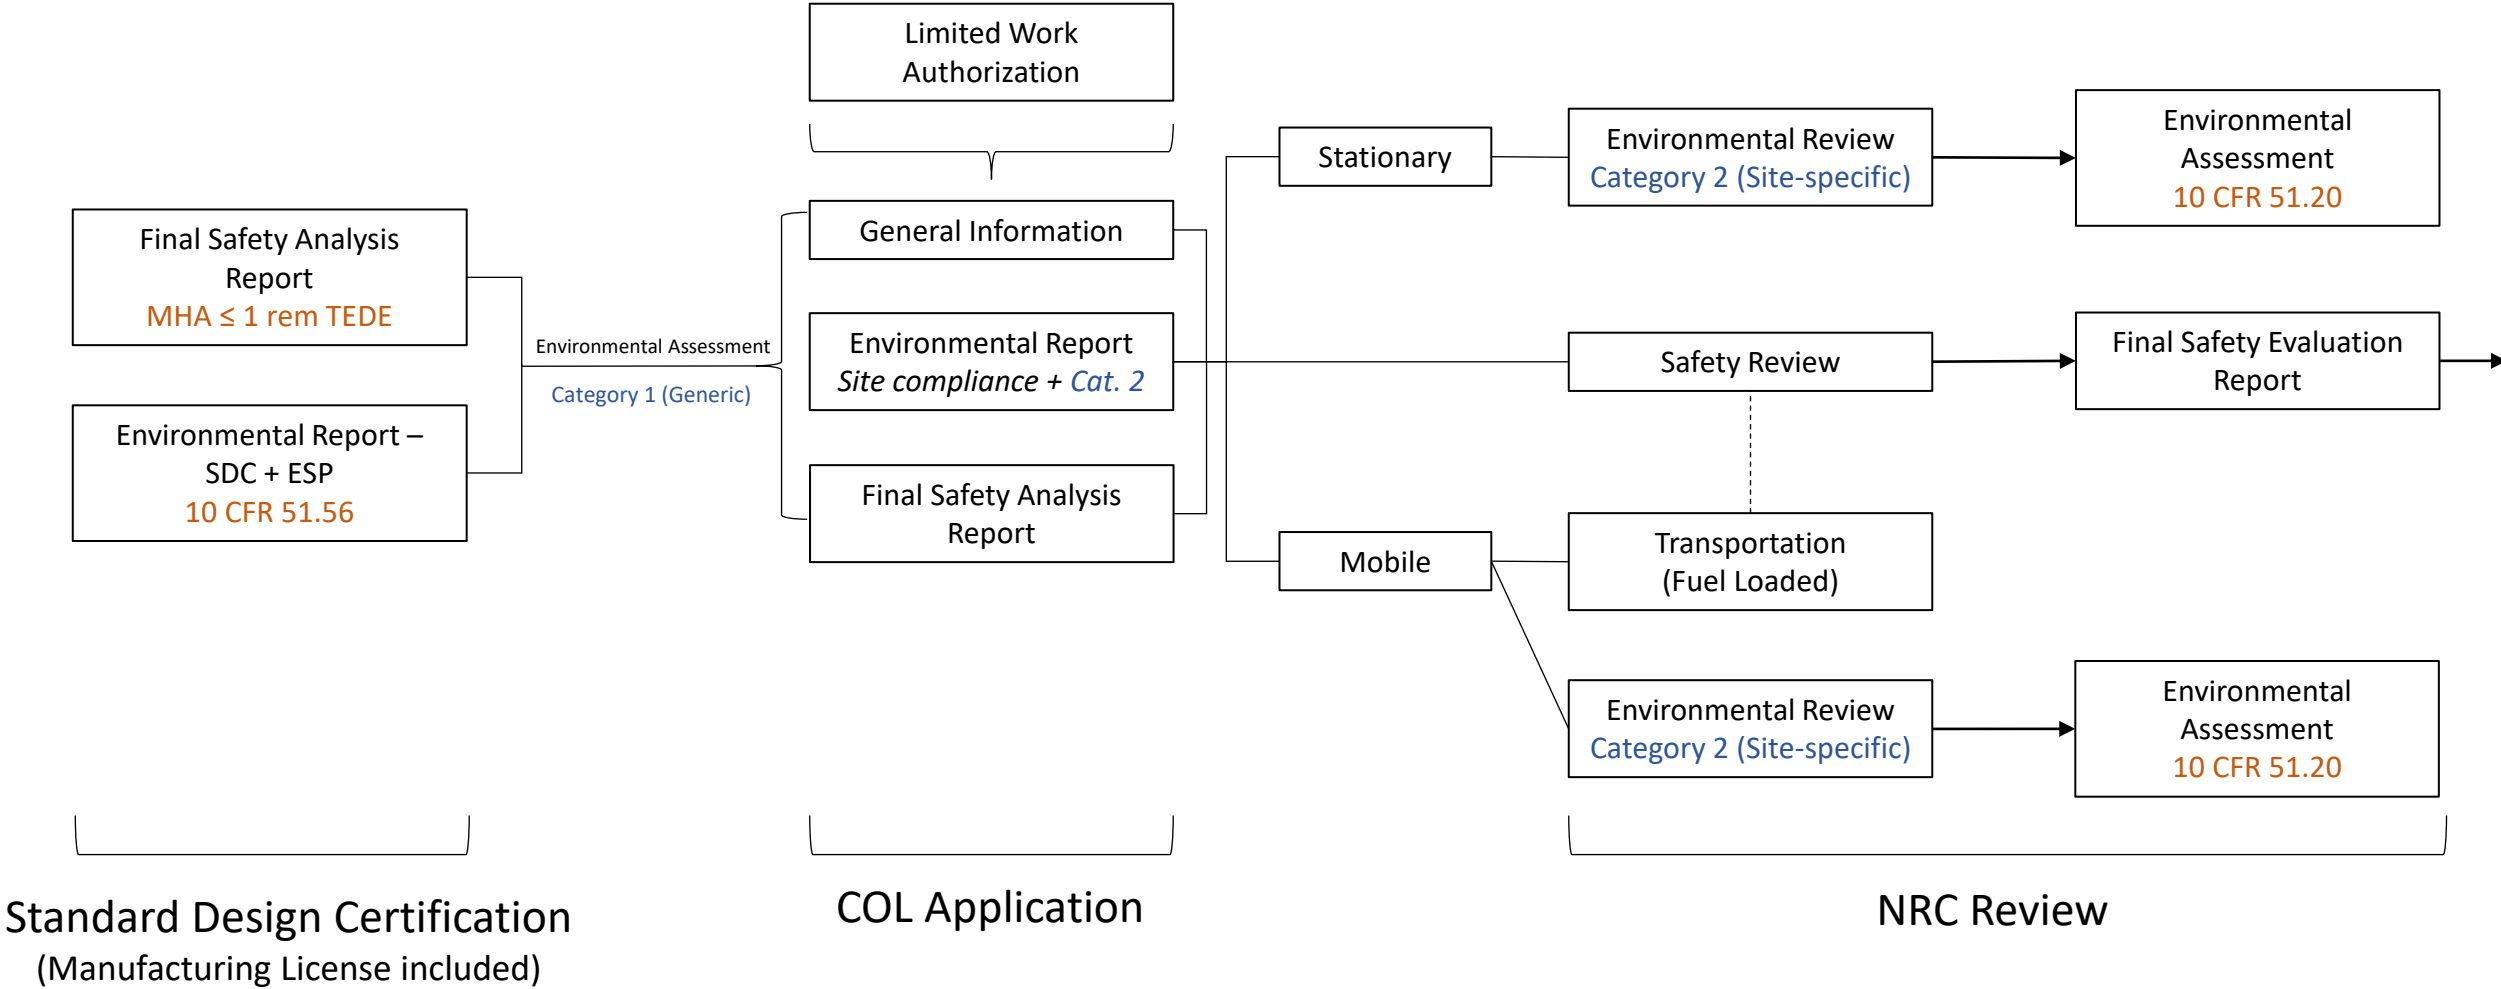 Limited Work
Authorization
Final Safety Analysis
Report
MHA ≤ 1 rem TEDE
Environmental Report –
SDC + ESP
10 CFR 51.56
Environmental Assessment
Category 1 (Generic)
General Information
Environmental Report
Site compliance + Cat. 2
Final Safety Analysis
Report
Stationary
Mobile
Environmental Review
Category 2 (Site-specific)
Safety Review
Transportation
(Fuel Loaded)
Environmental Review
Category 2 (Site-specific)
Environmental
Assessment
10 CFR 51.20
Final Safety Evaluation
Report
Environmental
Assessment
10 CFR 51.20
Standard Design Certification
(Manufacturing License included)
COL Application
NRC Review